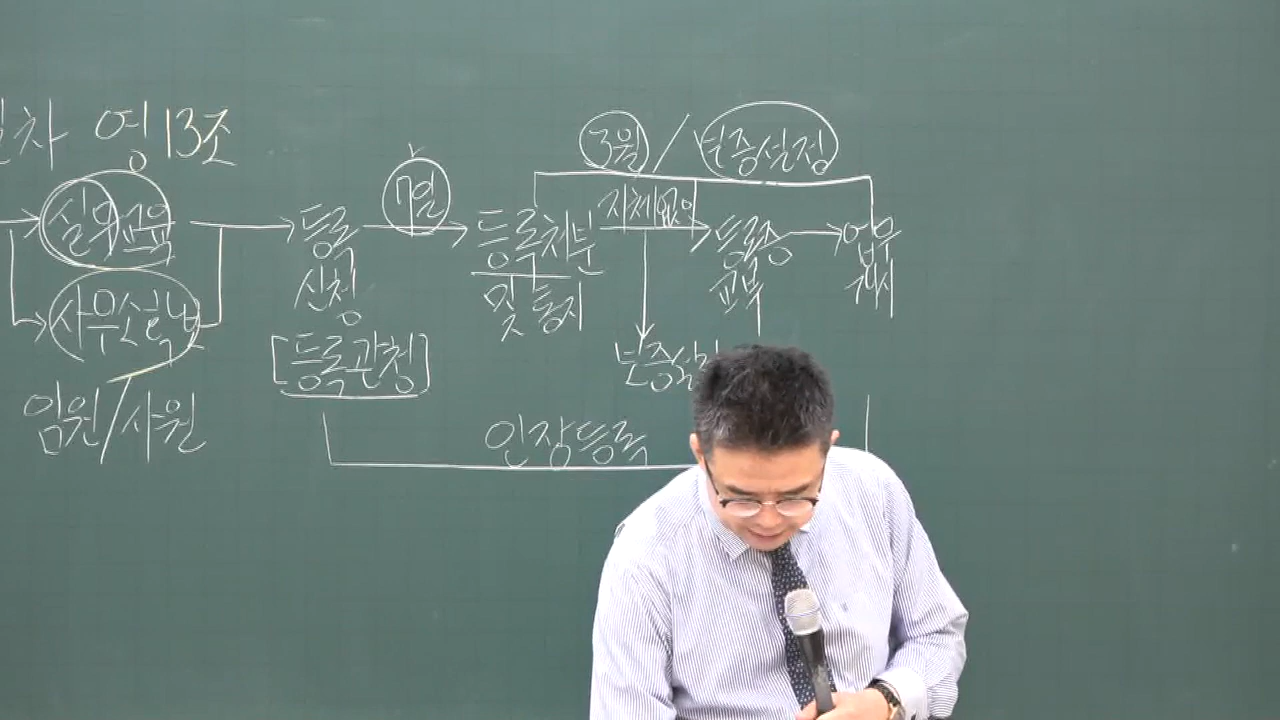 차 영 13조
3월 / 보증설정
실무교육
7일
지체없이
등록
신청
등록처분
및 통지
등록증
교부
업무
개시
사무소확보
[등록관청]
보증설
임원/사원
인장등록